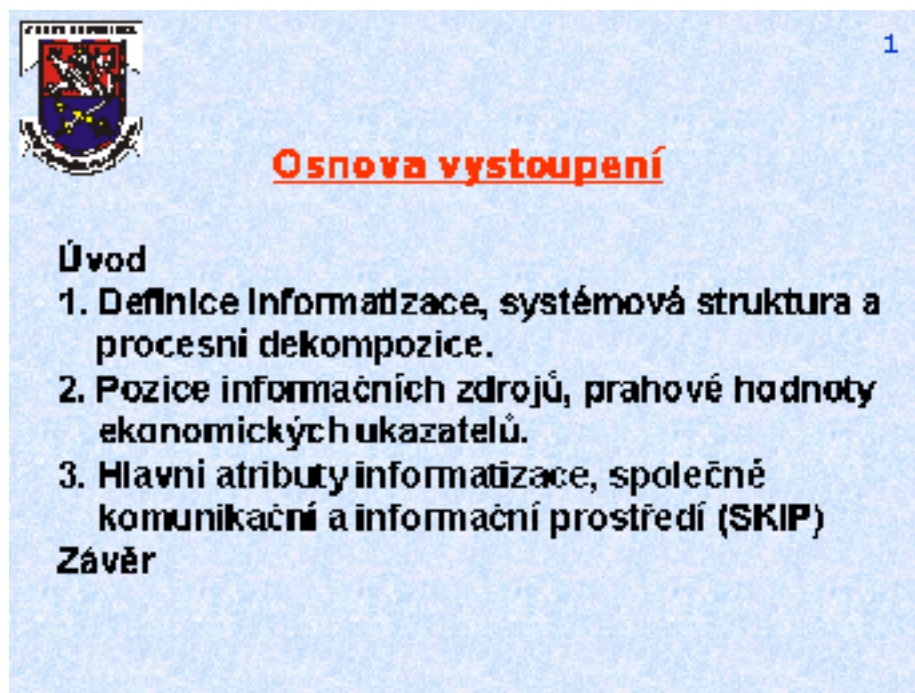 1
Osnova vystoupení
Úvod
1. Definice informatizace, systémová struktura a
procesní dekompozice.
2. Pozice informačních zdrojů, prahové hodnoty
ekonomických ukazatelů.
3. Hlavní atributy informatizace, společné
komunikační a informační prostředí (SKIP)
Závěr